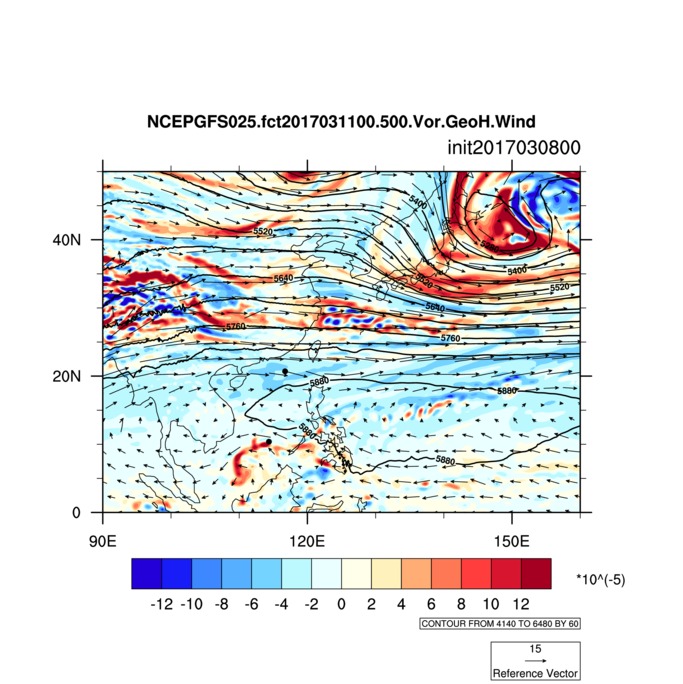 NCEPGFS025.fct2017031100.500.Vor.GeoH.Wind
init2017030800
5400
5520
40N
5400
5520
5640
5640
5760
5760
20N
5880
5880
5880
5880
0
90E 120E 150E
-12 -10 -8 -6 -4 -2 0 2 4 6 8 10 12
*10^(-5)
CONTOUR FROM 4140 TO 6480 BY 60
15
Reference Vector